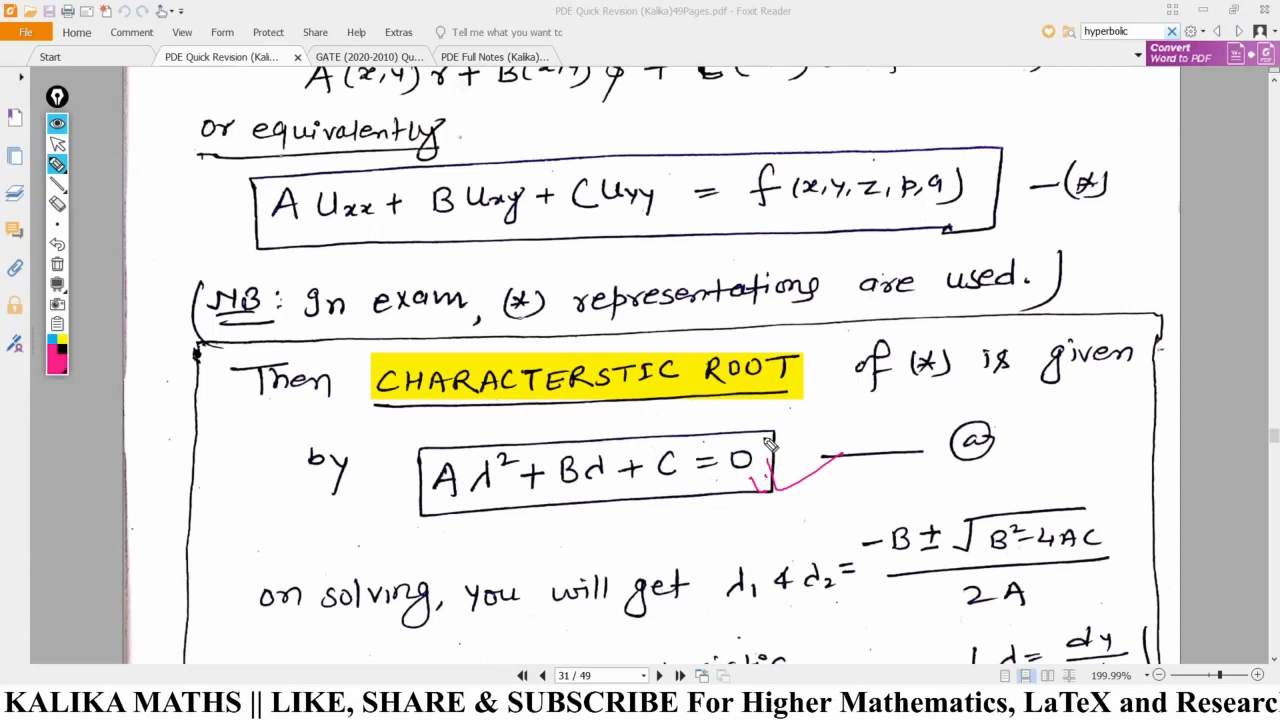 PDE Quick Revision (Kalika)49Pages.pdf - Foxit Reader
File Home Comment View Form Protect Share Help Extras Tell me what you want to hyperbolic
Start PDE Quick Revision (Kali... GATE (2020-2010) Qu... PDE Full Notes (Kalika)... Convert Word to PDF
or equivalently
A Uxx + B Uxy + C Uyy = f(x,y,z,p,q) —(*)
(NB: In exam, (*) representations are used.)
Then CHARACTERSTIC ROOT of (*) is given
by Aλ² + Bλ + C = 0 —— (a)
on solving, you will get λ₁ & λ₂ = -B ± √B²-4AC / 2A
λ = dy
31 / 49 199.99%
KALIKA MATHS || LIKE, SHARE & SUBSCRIBE For Higher Mathematics, LaTeX and Researc